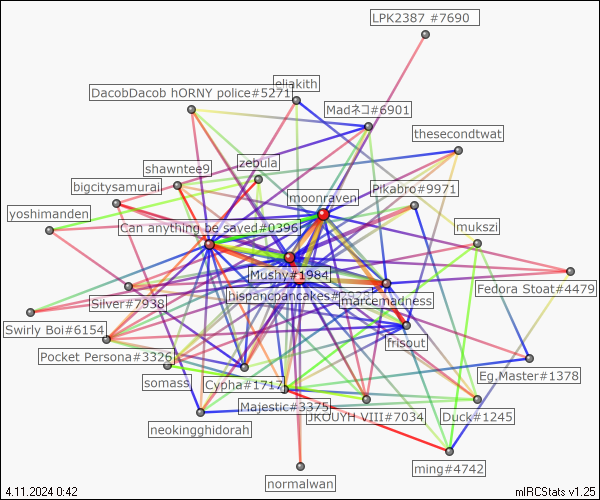 LPK2387 #7690
eliakith
DacobDacob hORNY police#5271
Madネコ#6901
thesecondtwat
zebula
shawntee9
bigcitysamurai
moonraven
Pikabro#9971
yoshimanden
Can anything be saved#0396
mukszi
Mushy#1984
Fedora Stoat#4479
Silver#7938
hispancpancakes
marcemadness
Swirly Boi#6154
frisout
Pocket Persona#3326
somass
Cypha#1717
Eg.Master#1378
Majestic#3375
JKOUYH VIII#7034
Duck#1245
neokingghidorah
ming#4742
normalwan
4.11.2024 0:42
mIRCStats v1.25